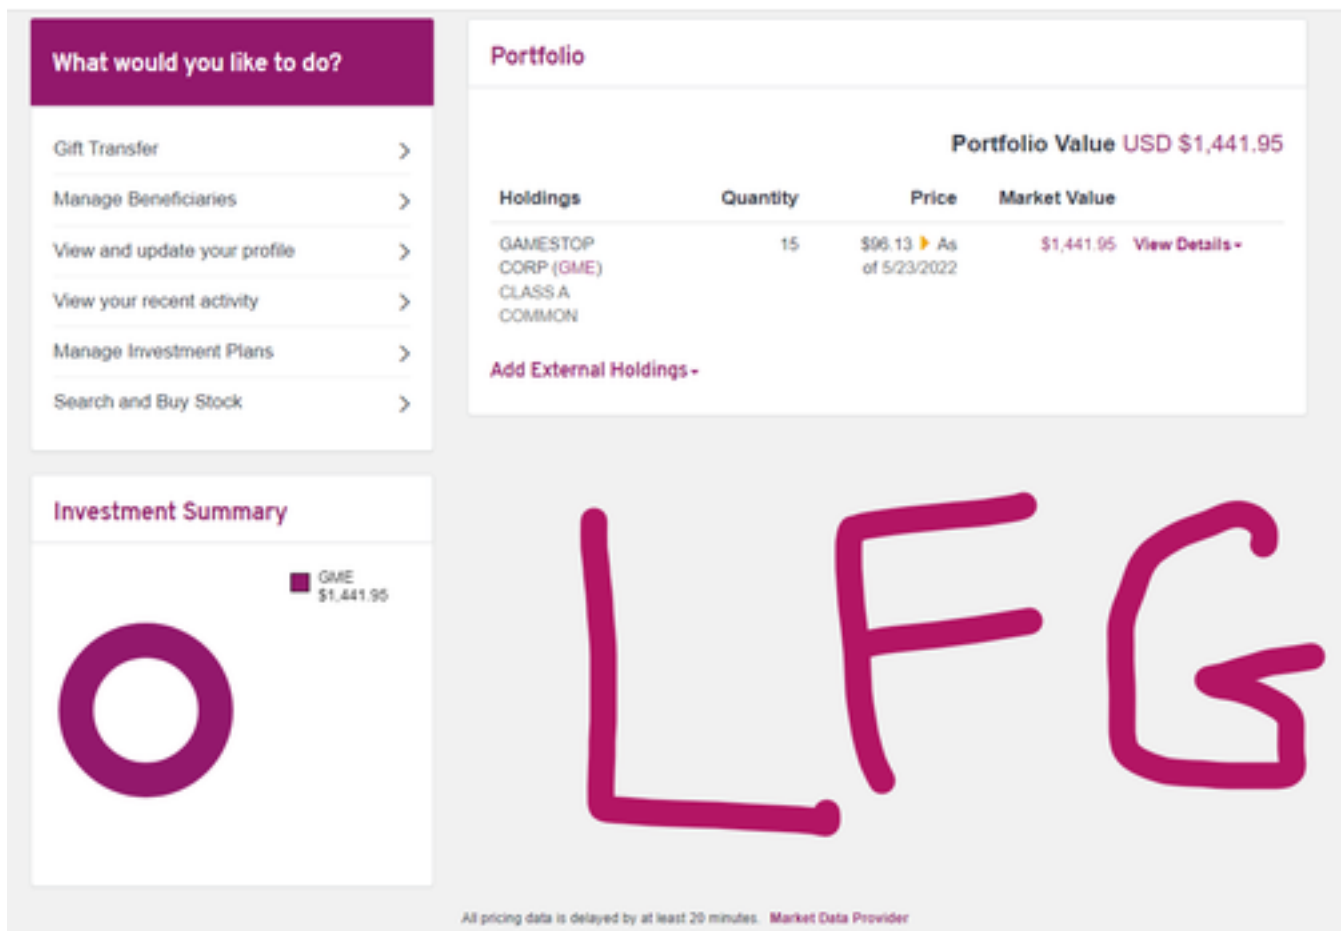 What would you like to do?
Gift Transfer
Manage Beneficiaries
View and update your profile
View your recent activity
Manage Investment Plans
Search and Buy Stock
Portfolio
Portfolio Value USD $1,441.95
Holdings Quantity Price Market Value
GAMESTOP 15 $96.13 As $1,441.95 View Details
CORP (GME) of 5/23/2022
CLASS A
COMMON
Add External Holdings
Investment Summary
GME
$1,441.95
LFG
All pricing data is delayed by at least 20 minutes. Market Data Provider